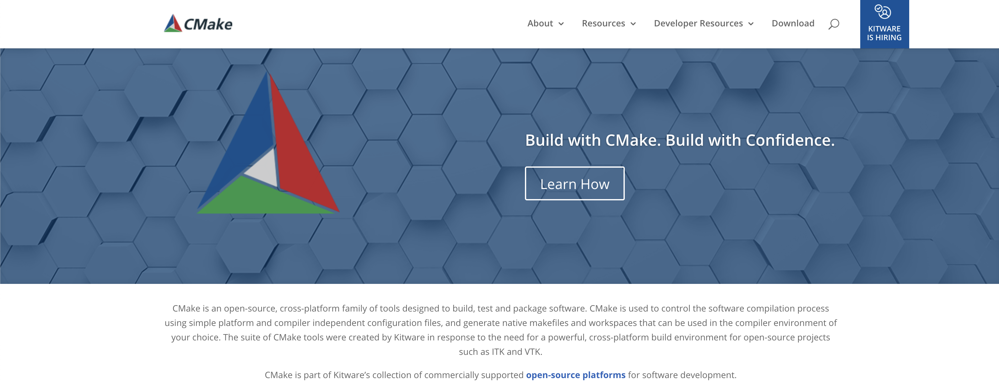 CMake
About
Resources
Developer Resources
Download
KITWARE
IS HIRING
Build with CMake. Build with Confidence.
Learn How
CMake is an open-source, cross-platform family of tools designed to build, test and package software. CMake is used to control the software compilation process
using simple platform and compiler independent configuration files, and generate native makefiles and workspaces that can be used in the compiler environment of
your choice. The suite of CMake tools were created by Kitware in response to the need for a powerful, cross-platform build environment for open-source projects
such as ITK and VTK.
CMake is part of Kitware’s collection of commercially supported open-source platforms for software development.